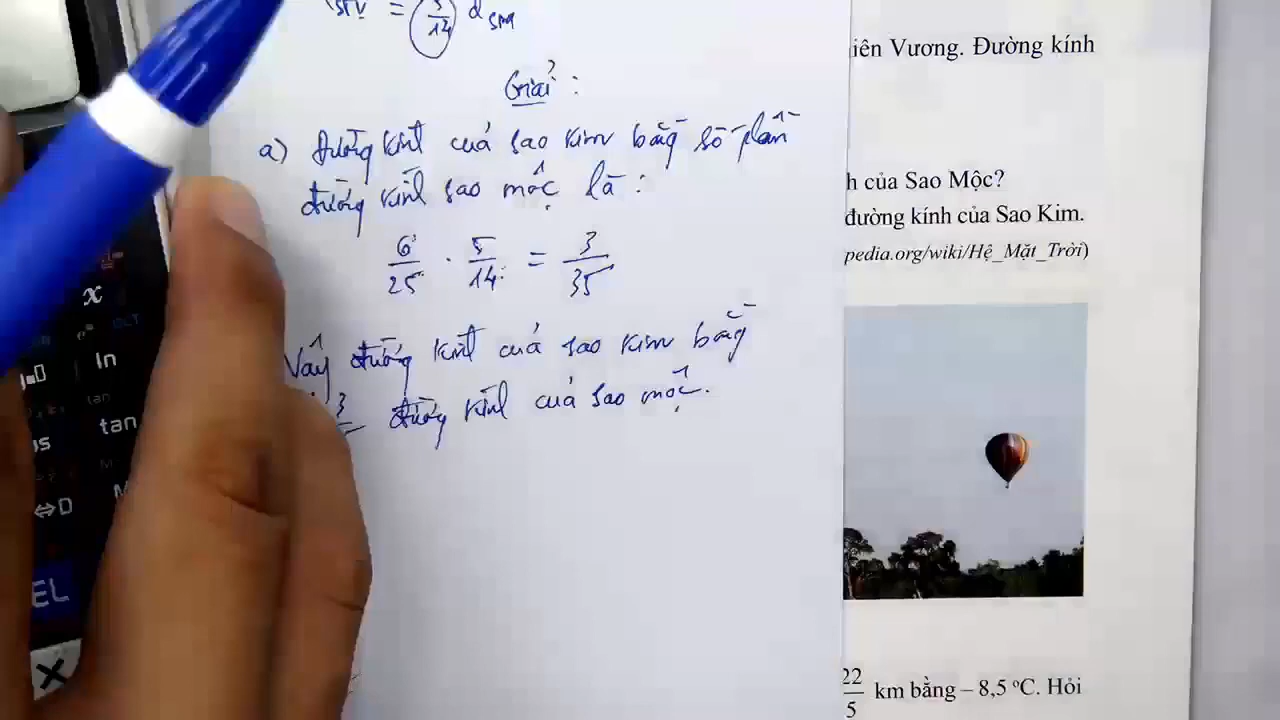 = 5/14 d SM
Giải :
a) Đường kính của sao kim bằng số phần
đường kính sao mộc là :
6/25 . 5/14 = 3/35
Vậy đường kính của sao kim bằng
3 đường kính của sao mộc.
iên Vương. Đường kính
h của Sao Mộc?
đường kính của Sao Kim.
pedia.org/wiki/Hệ_Mặt_Trời)
22/5 km bằng – 8,5 °C. Hỏi
x
ln
tan
EL